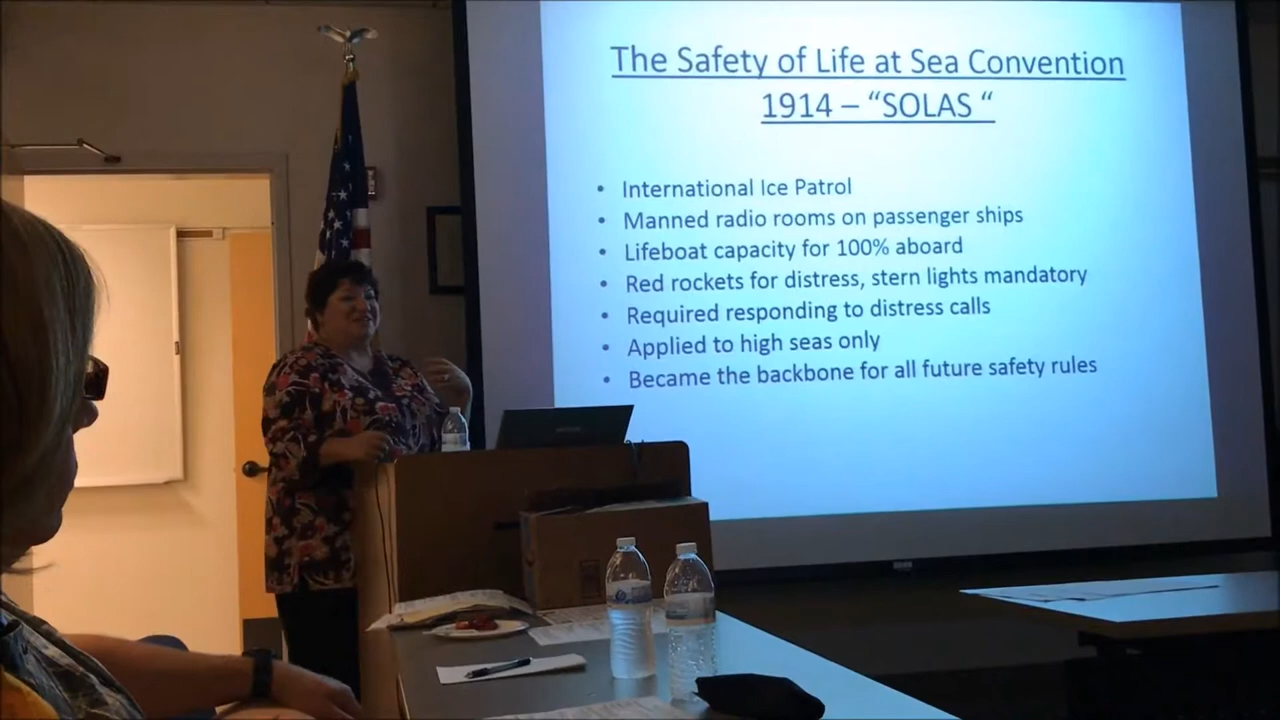 The Safety of Life at Sea Convention
1914 – “SOLAS “
• International Ice Patrol
• Manned radio rooms on passenger ships
• Lifeboat capacity for 100% aboard
• Red rockets for distress, stern lights mandatory
• Required responding to distress calls
• Applied to high seas only
• Became the backbone for all future safety rules